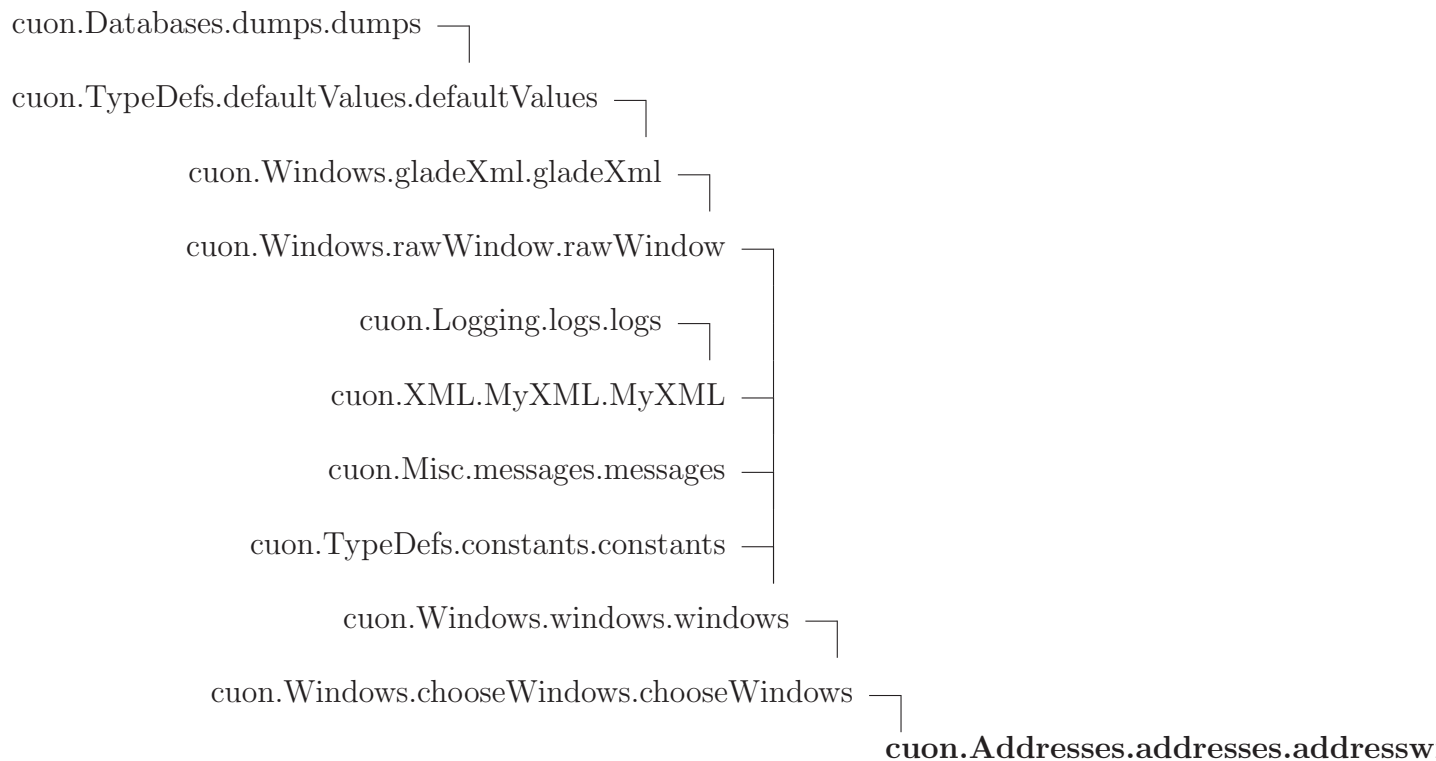 cuon.Databases.dumps.dumps
cuon.TypeDefs.defaultValues.defaultValues
cuon.Windows.gladeXml.gladeXml
cuon.Windows.rawWindow.rawWindow
cuon.Logging.logs.logs
cuon.XML.MyXML.MyXML
cuon.Misc.messages.messages
cuon.TypeDefs.constants.constants
cuon.Windows.windows.windows
cuon.Windows.chooseWindows.chooseWindows
cuon.Addresses.addresses.addressw